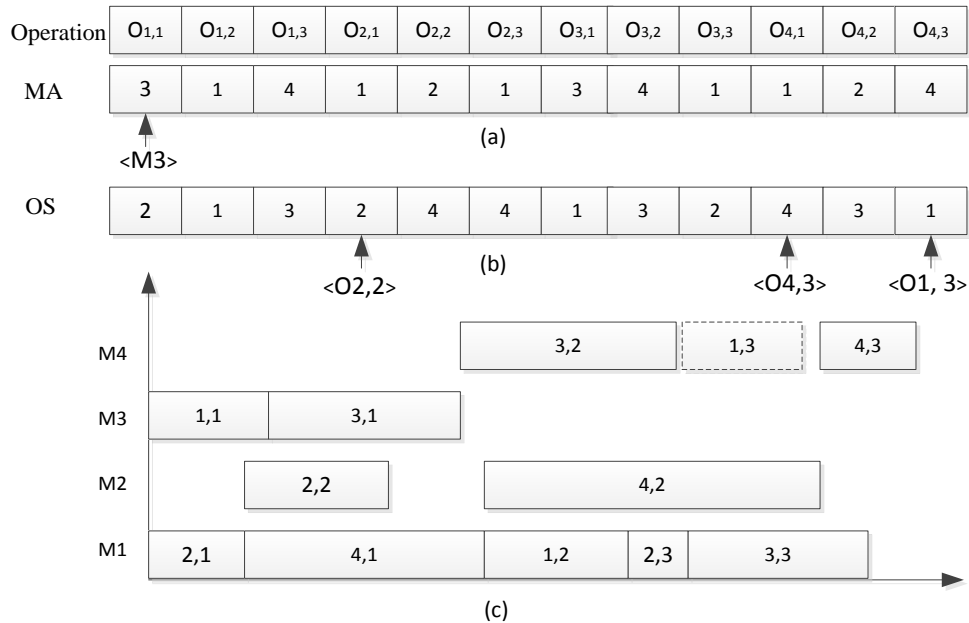 Operation O1,1 O1,2 O1,3 O2,1 O2,2 O2,3 O3,1 O3,2 O3,3 O4,1 O4,2 O4,3
MA 3 1 4 1 2 1 3 4 1 1 2 4
(a)
<M3>
OS 2 1 3 2 4 4 1 3 2 4 3 1
(b)
<O2,2> <O4,3> <O1, 3>
M4 3,2 1,3 4,3
M3 1,1 3,1
M2 2,2 4,2
M1 2,1 4,1 1,2 2,3 3,3
(c)